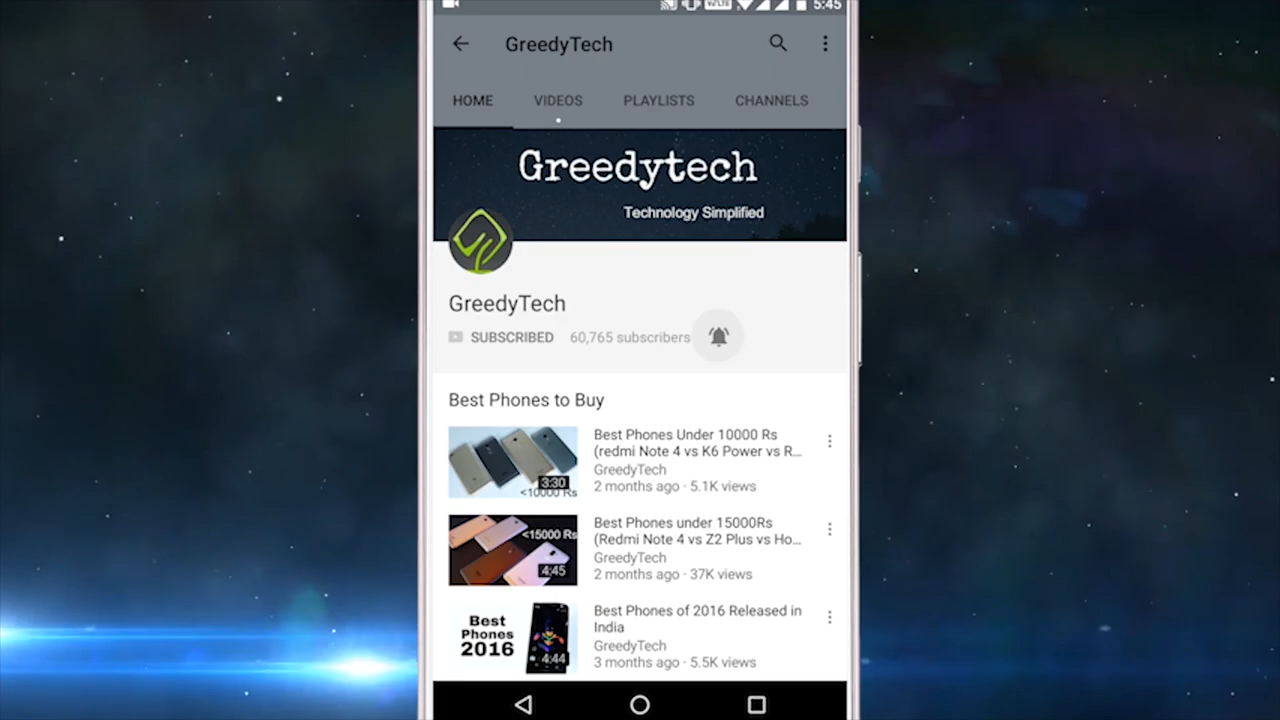 VoLTE
5:45
GreedyTech
HOME VIDEOS PLAYLISTS CHANNELS
Greedytech
Technology Simplified
GreedyTech
SUBSCRIBED 60,765 subscribers
Best Phones to Buy
3:30
<10000 Rs
Best Phones Under 10000 Rs
(redmi Note 4 vs K6 Power vs R...
GreedyTech
2 months ago · 5.1K views
<15000 Rs
4:45
Best Phones under 15000Rs
(Redmi Note 4 vs Z2 Plus vs Ho...
GreedyTech
2 months ago · 37K views
Best
Phones
2016
4:44
Best Phones of 2016 Released in
India
GreedyTech
3 months ago · 5.5K views